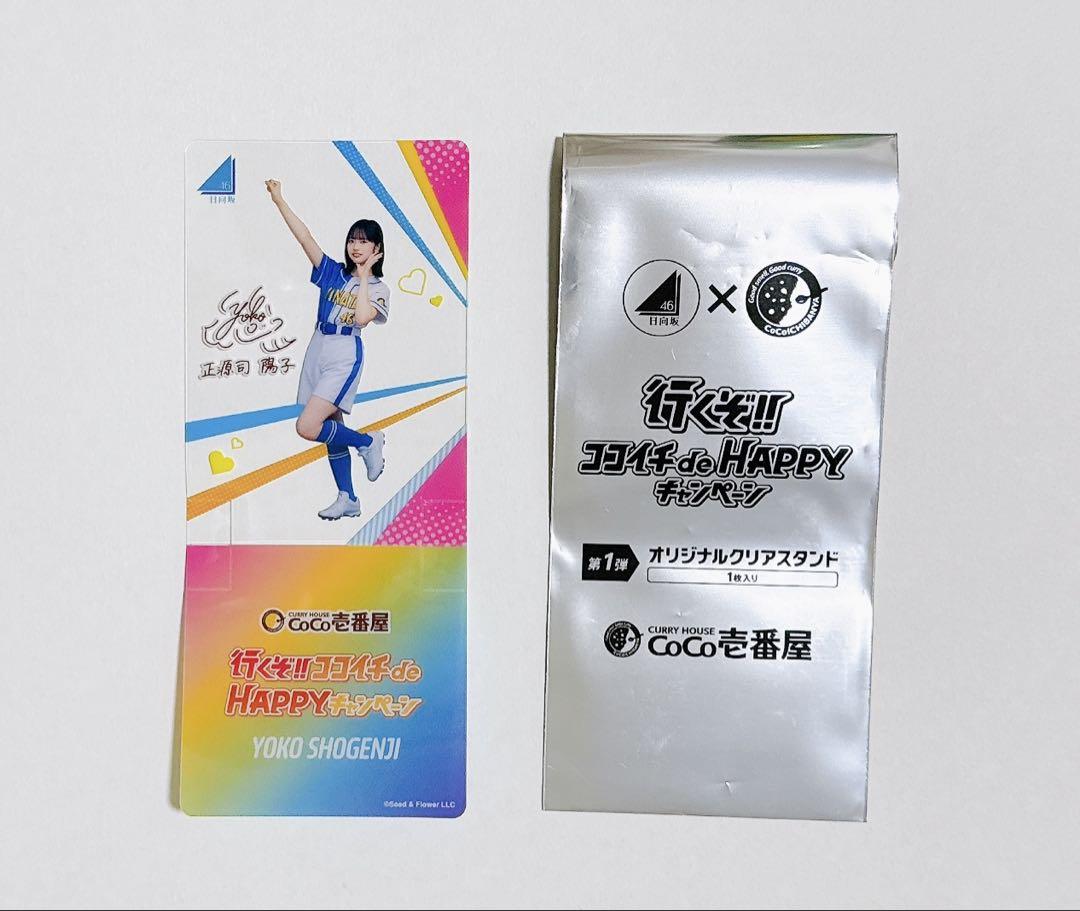 46
日向坂
Yoko
正源司 陽子
CURRY HOUSE
CoCo壱番屋
行くぞ!!ココイチde
HAPPYキャンペーン
YOKO SHOGENJI
©Seed & Flower LLC
46
日向坂
×
Good smell, Good curry
CoCoICHIBANYA
行くぞ!!
ココイチde HAPPY
キャンペーン
第1弾
オリジナルクリアスタンド
1枚入り
CURRY HOUSE
CoCo壱番屋